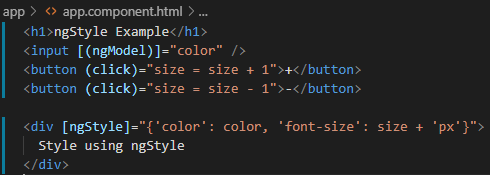 app > <> app.component.html > ...
<h1>ngStyle Example</h1>
<input [(ngModel)]="color" />
<button (click)="size = size + 1">+</button>
<button (click)="size = size - 1">-</button>
<div [ngStyle]="{'color': color, 'font-size': size + 'px'}">
Style using ngStyle
</div>